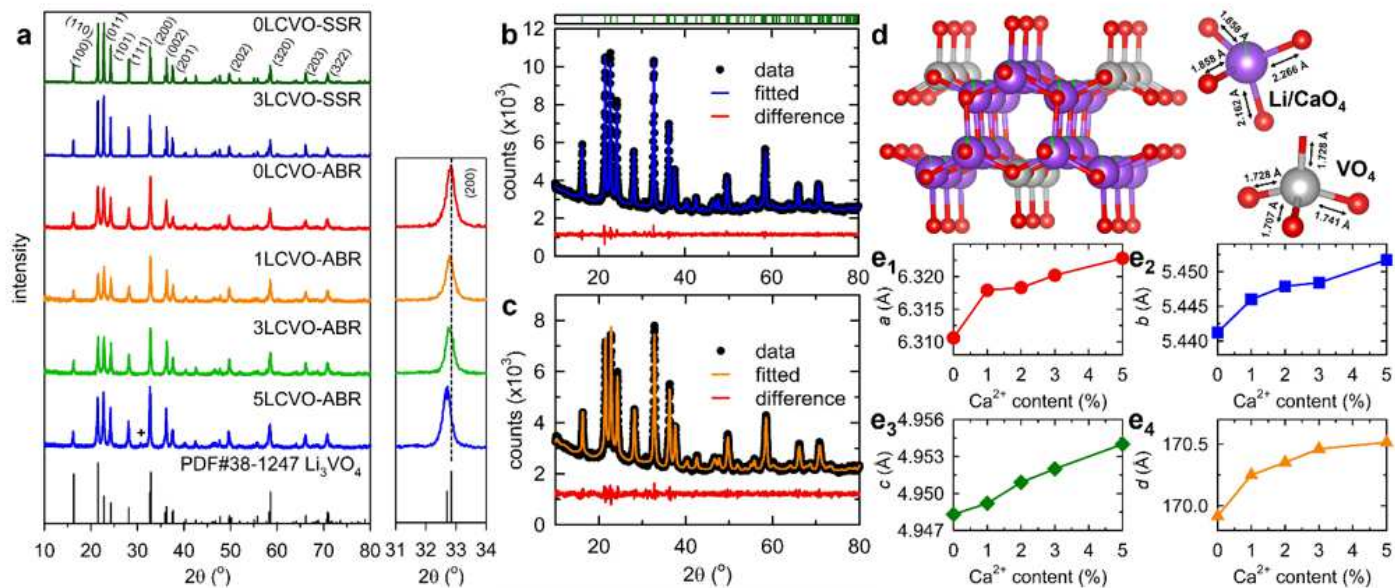 a
intensity
(100)
(110)
(011)
(101)
(111)
(200)
(002)
(201)
(202)
(320)
(203)
(322)
0LCVO-SSR
3LCVO-SSR
0LCVO-ABR
1LCVO-ABR
3LCVO-ABR
5LCVO-ABR
+
PDF#38-1247 Li₃VO₄
10 20 30 40 50 60 70 80
2θ (°)
(200)
31 32 33 34
2θ (°)
b
counts (x10³)
12
10
8
6
4
2
0
data
fitted
difference
20 40 60 80
c
counts (x10³)
8
6
4
2
0
data
fitted
difference
20 40 60 80
2θ (°)
d
1.858 Å
1.858 Å
2.266 Å
2.162 Å
Li/CaO₄
1.728 Å
VO₄
1.728 Å
1.707 Å
1.741 Å
e₁
a (Å)
6.320
6.315
6.310
0 1 2 3 4 5
Ca²⁺ content (%)
e₂
b (Å)
5.450
5.445
5.440
0 1 2 3 4 5
Ca²⁺ content (%)
e₃
c (Å)
4.956
4.953
4.950
4.947
0 1 2 3 4 5
Ca²⁺ content (%)
e₄
d (Å)
170.5
170.0
0 1 2 3 4 5
Ca²⁺ content (%)